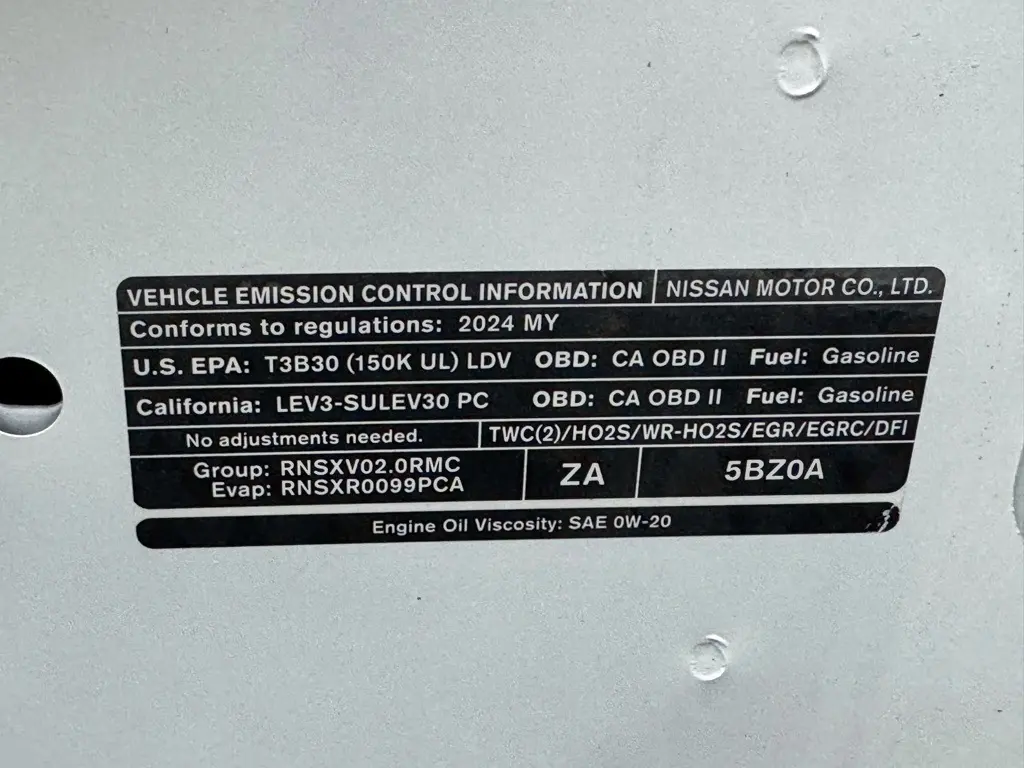 VEHICLE EMISSION CONTROL INFORMATION NISSAN MOTOR CO., LTD.
Conforms to regulations: 2024 MY
U.S. EPA: T3B30 (150K UL) LDV OBD: CA OBD II Fuel: Gasoline
California: LEV3-SULEV30 PC OBD: CA OBD II Fuel: Gasoline
No adjustments needed. TWC(2)/HO2S/WR-HO2S/EGR/EGRC/DFI
Group: RNSXV02.0RMC
Evap: RNSXR0099PCA
ZA
5BZ0A
Engine Oil Viscosity: SAE 0W-20